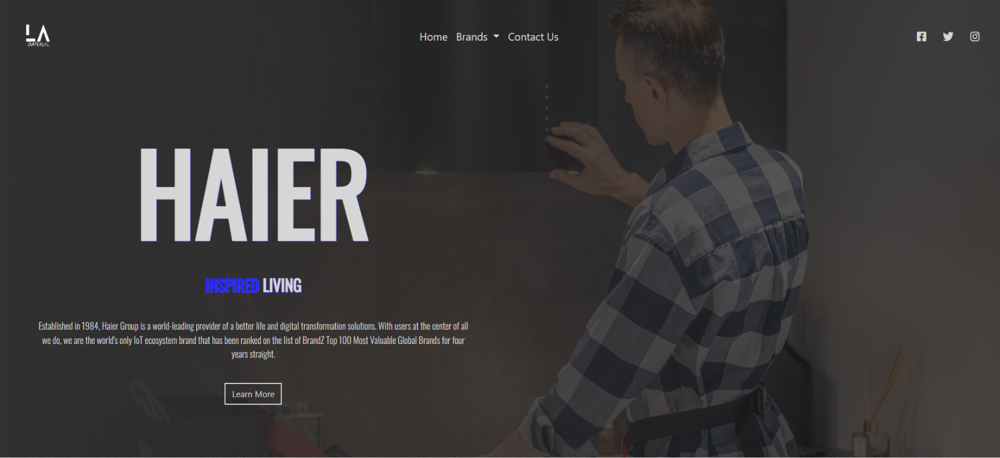 LA
IMPERIAL
Home Brands Contact Us
HAIER
INSPIRED LIVING
Established in 1984, Haier Group is a world-leading provider of a better life and digital transformation solutions. With users at the center of all
we do, we are the world's only IoT ecosystem brand that has been ranked on the list of BrandZ Top 100 Most Valuable Global Brands for four
years straight.
Learn More